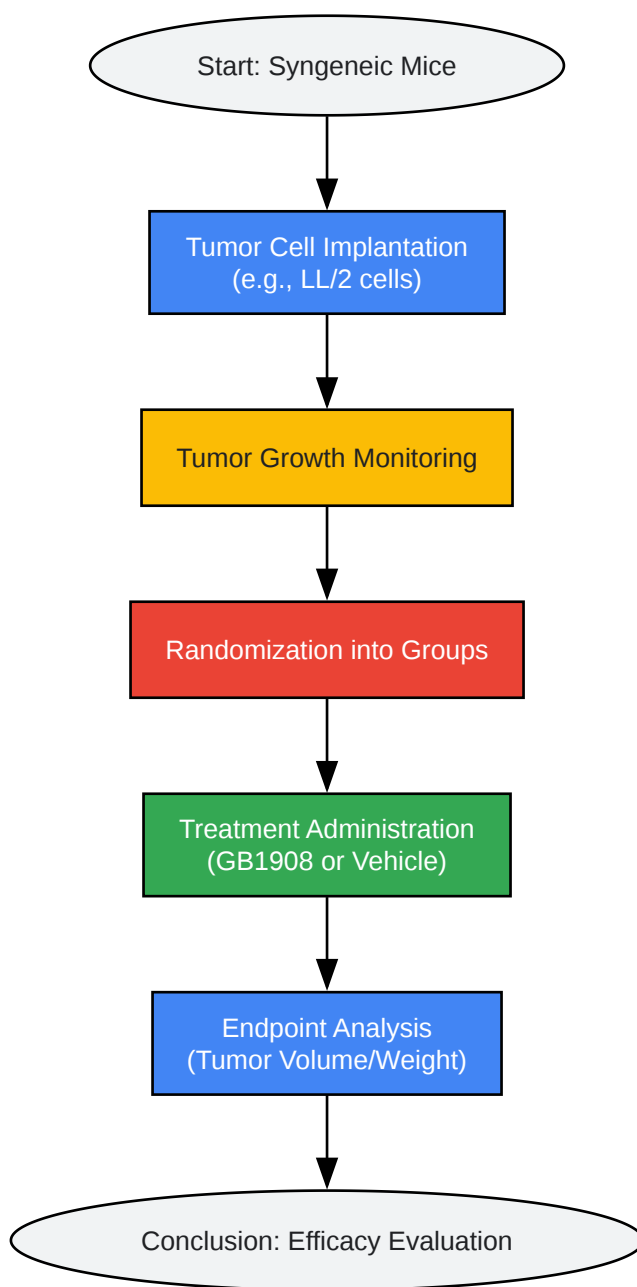 Start: Syngeneic Mice
Tumor Cell Implantation
(e.g., LL/2 cells)
Tumor Growth Monitoring
Randomization into Groups
Treatment Administration
(GB1908 or Vehicle)
Endpoint Analysis
(Tumor Volume/Weight)
Conclusion: Efficacy Evaluation